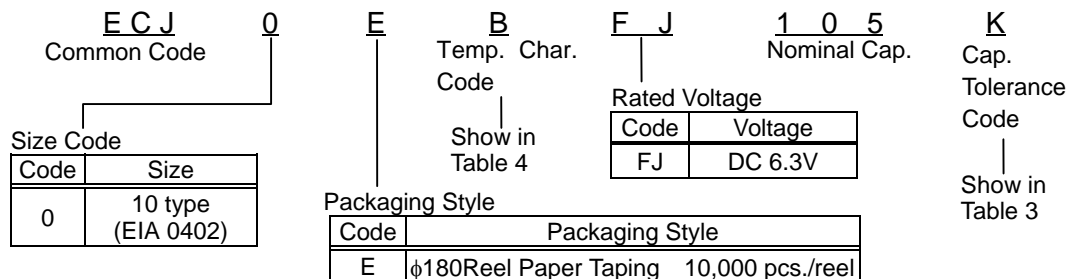 E C J 0 E B F J 1 0 5 K
Common Code Temp. Char. Code Nominal Cap. Cap. Tolerance Code
Rated Voltage
Code Voltage
FJ DC 6.3V
Show in Table 4
Show in Table 3
Size Code
Code Size
0 10 type (EIA 0402)
Packaging Style
Code Packaging Style
E ϕ180Reel Paper Taping 10,000 pcs./reel